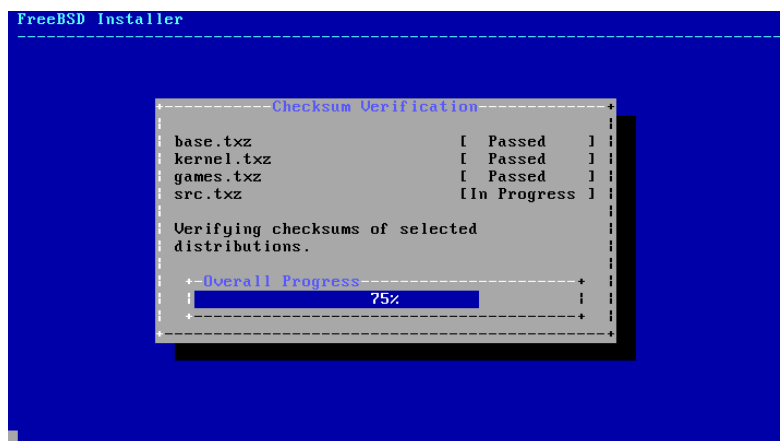 FreeBSD Installer
Checksum Verification
base.txz [ Passed ]
kernel.txz [ Passed ]
games.txz [ Passed ]
src.txz [In Progress ]
Verifying checksums of selected
distributions.
Overall Progress
75%